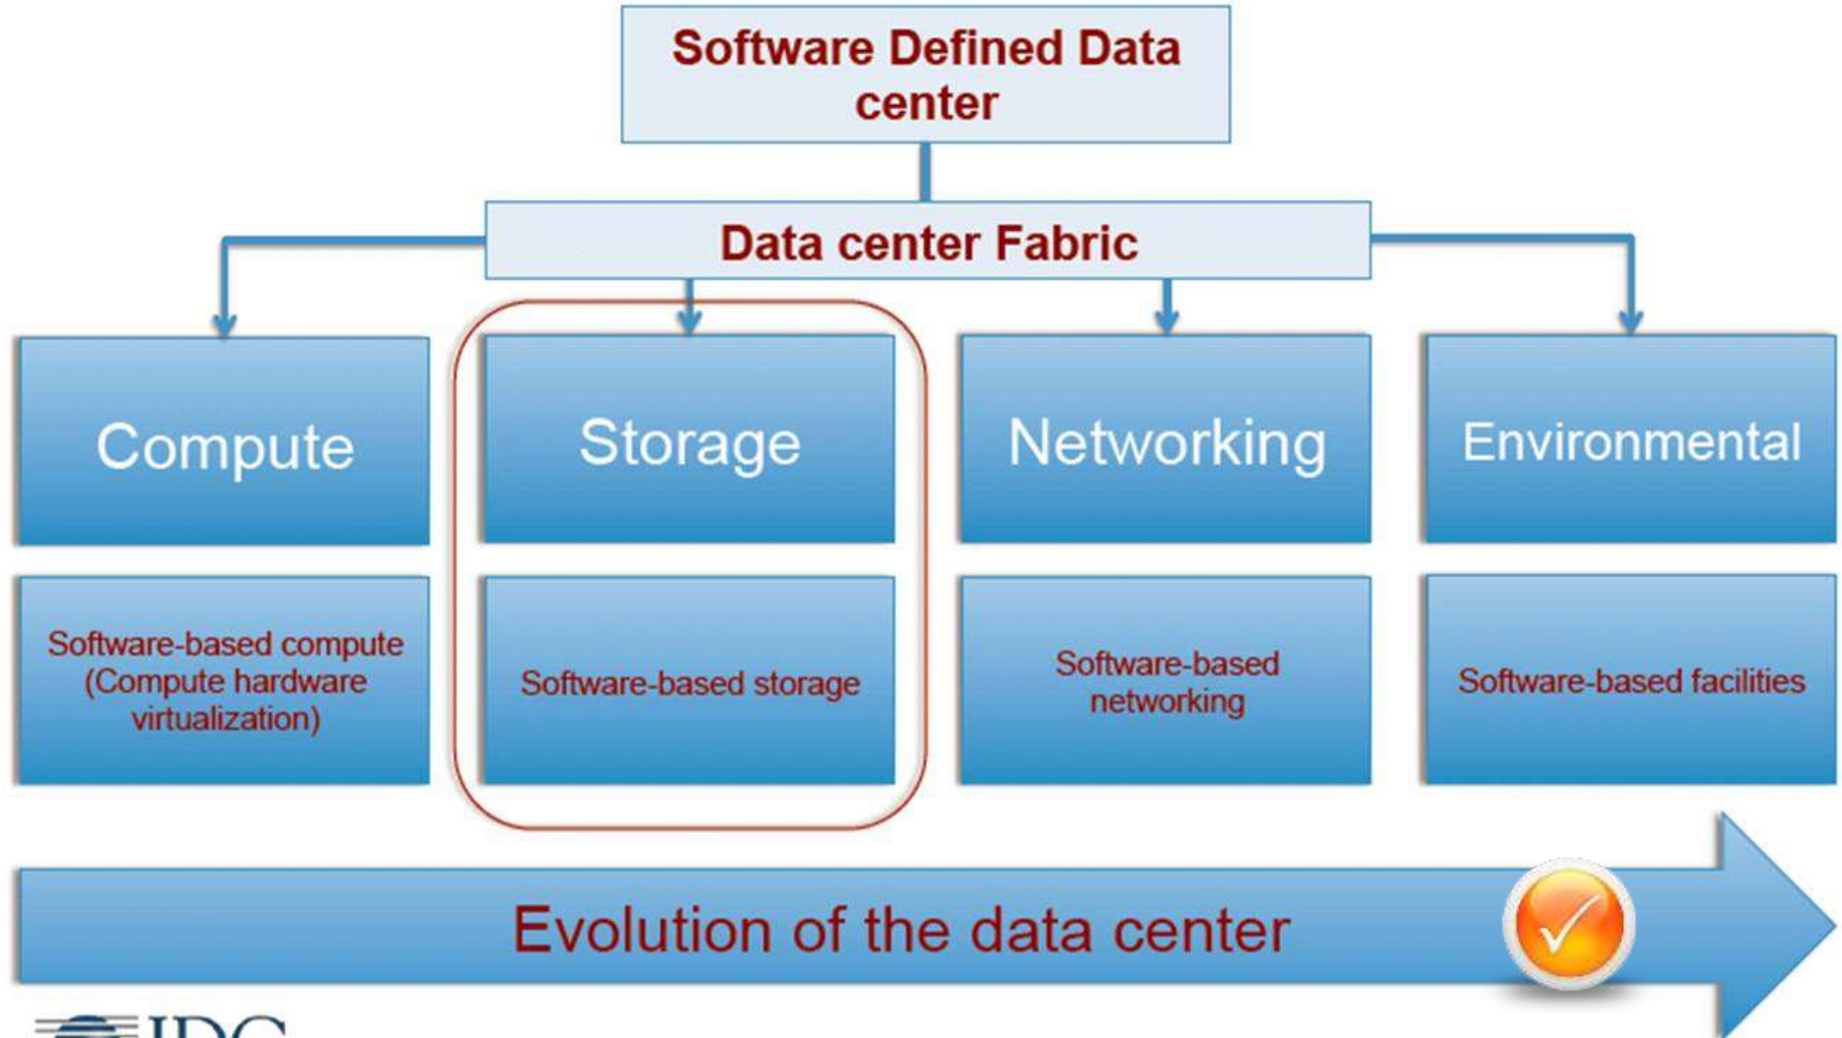 Software Defined Data
center
Data center Fabric
Compute
Storage
Networking
Environmental
Software-based compute
(Compute hardware
virtualization)
Software-based storage
Software-based
networking
Software-based facilities
Evolution of the data center
IDC